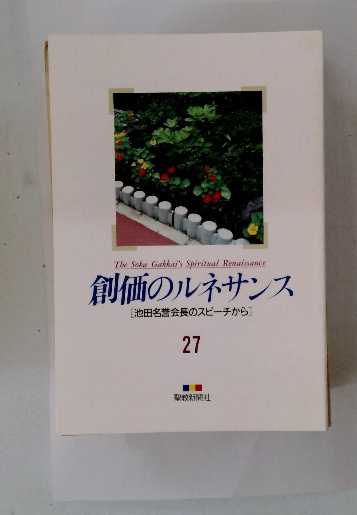 The Soka Gakkai's Spiritual Renaissance
創価のルネサンス
［池田名誉会長のスピーチから］
27
聖教新聞社